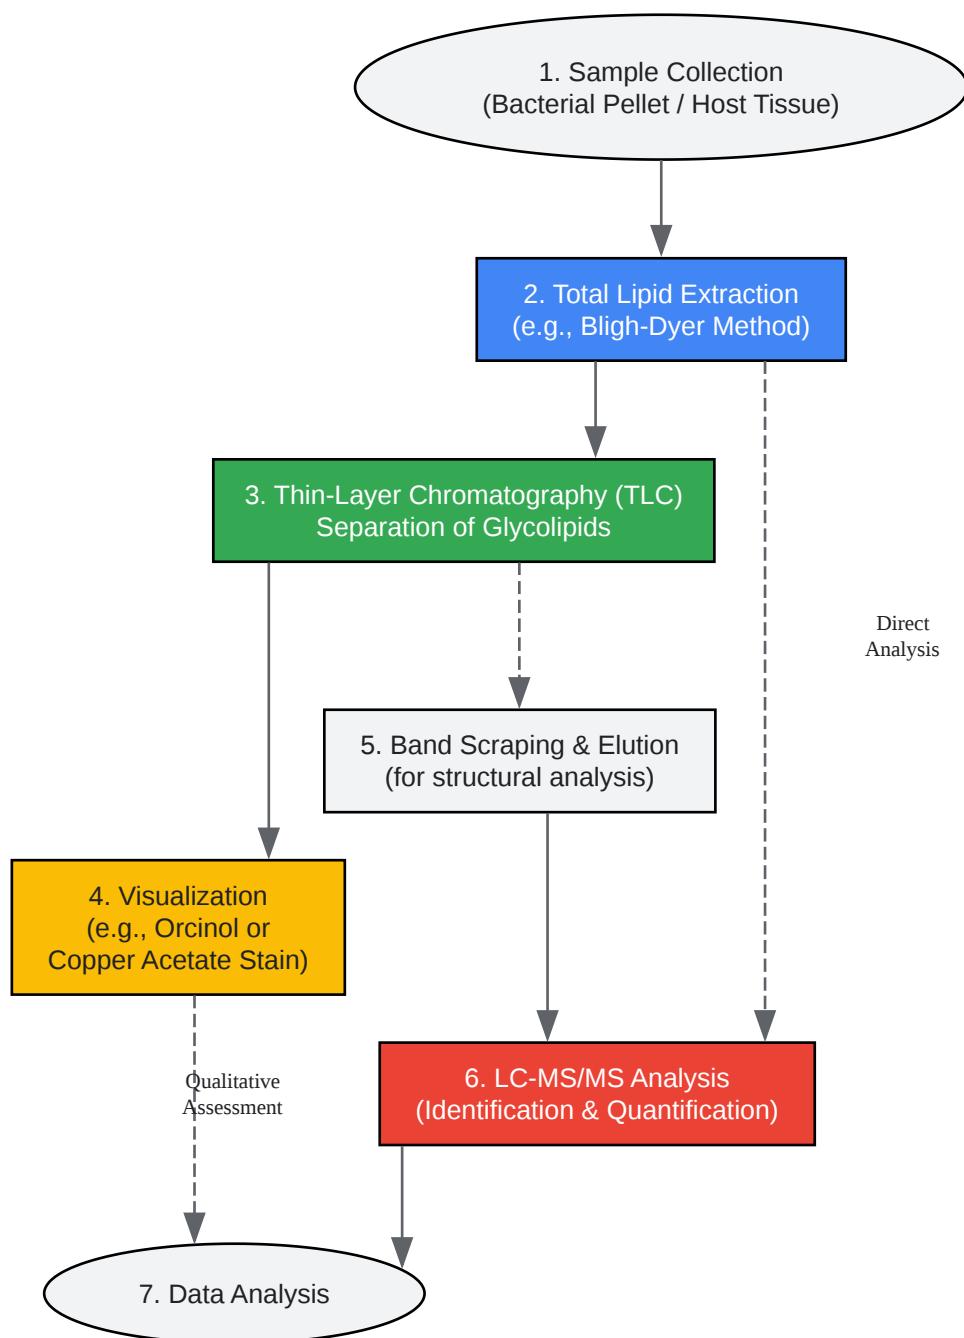 1. Sample Collection
(Bacterial Pellet / Host Tissue)
2. Total Lipid Extraction
(e.g., Bligh-Dyer Method)
3. Thin-Layer Chromatography (TLC)
Separation of Glycolipids
Direct
Analysis
5. Band Scraping & Elution
(for structural analysis)
4. Visualization
(e.g., Orcinol or
Copper Acetate Stain)
6. LC-MS/MS Analysis
(Identification & Quantification)
Qualitative
Assessment
7. Data Analysis